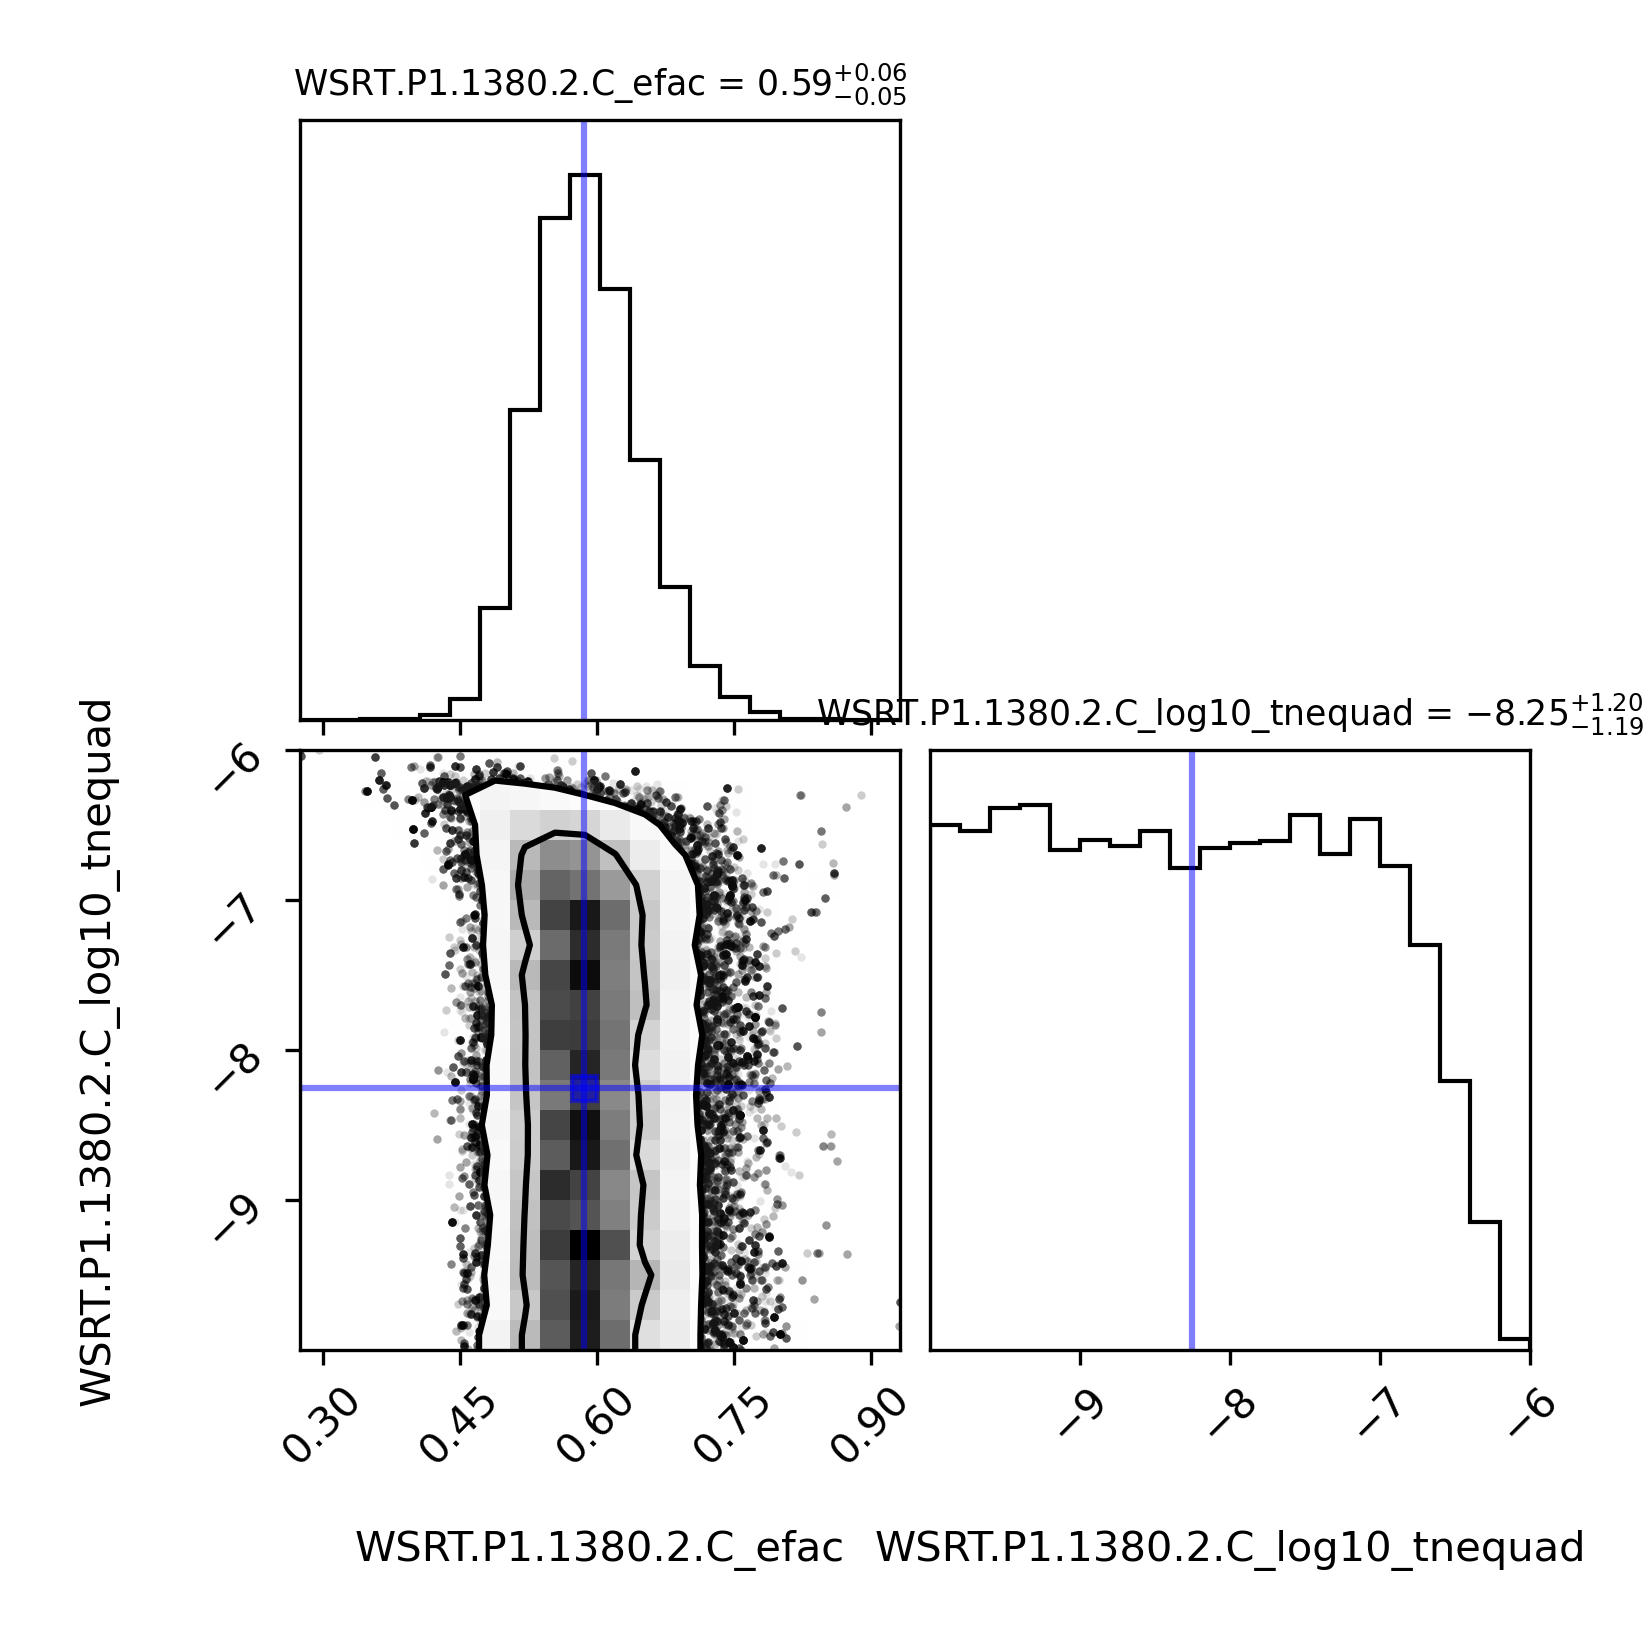 WSRT.P1.1380.2.C_efac = 0.59+0.06−0.05
WSRT.P1.1380.2.C_log10_tnequad = −8.25+1.20−1.19
WSRT.P1.1380.2.C_log10_tnequad
−6
−7
−8
−9
0.30 0.45 0.60 0.75 0.90
−9 −8 −7 −6
WSRT.P1.1380.2.C_efac
WSRT.P1.1380.2.C_log10_tnequad